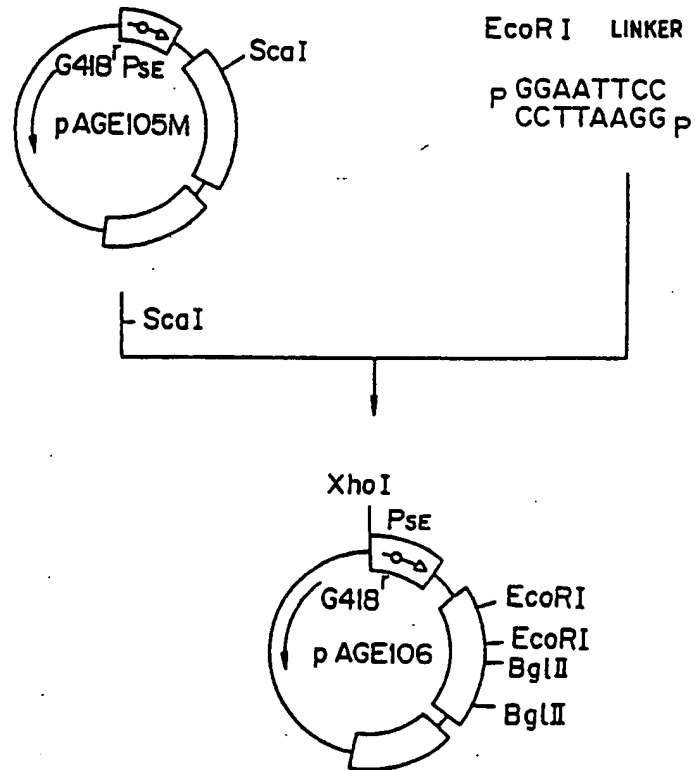 EcoRI LINKER
ScaI
G418r PSE
pAGE105M
P GGAATTCC
CCTTAAGG P
ScaI
XhoI
PSE
G418r
pAGE106
EcoRI
EcoRI
BglII
BglII